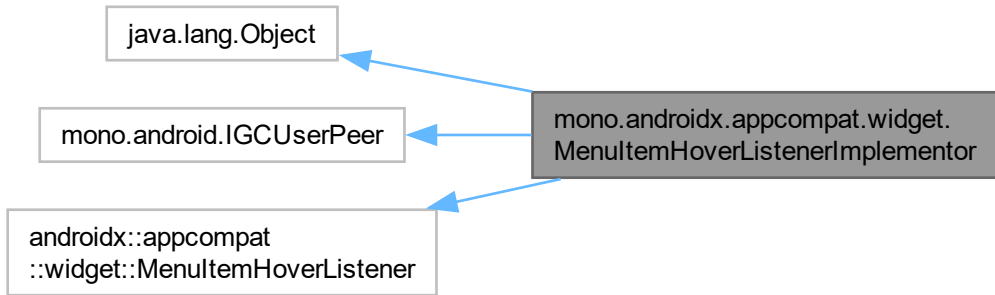 java.lang.Object
mono.android.IGCUserPeer
androidx::appcompat
::widget::MenuItemHoverListener
mono.androidx.appcompat.widget.
MenuItemHoverListenerImplementor